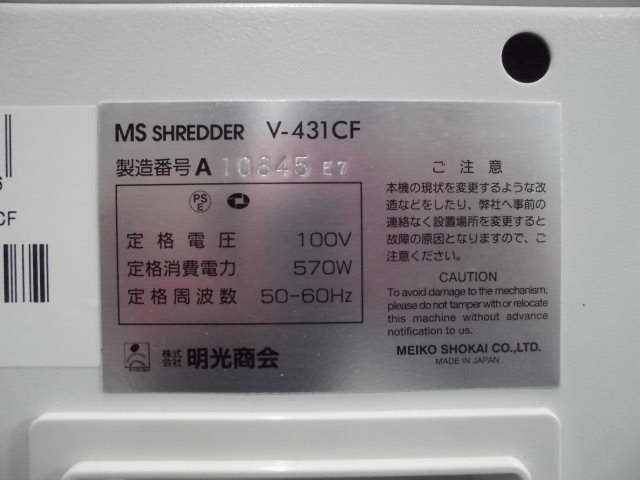 MS SHREDDER V-431CF
製造番号 A 10845 E7
PS
E
定格電圧 100V
定格消費電力 570W
定格周波数 50-60Hz
株式
会社 明光商会
ご注意
本機の現状を変更するような改
造などをしたり、弊社へ事前の
連絡なく設置場所を変更すると
故障の原因となりますので、ご
注意ください。
CAUTION
To avoid damage to the mechanism,
please do not tamper with or relocate
this machine without advance
notification to us.
MEIKO SHOKAI CO.,LTD.
MADE IN JAPAN
6
CF